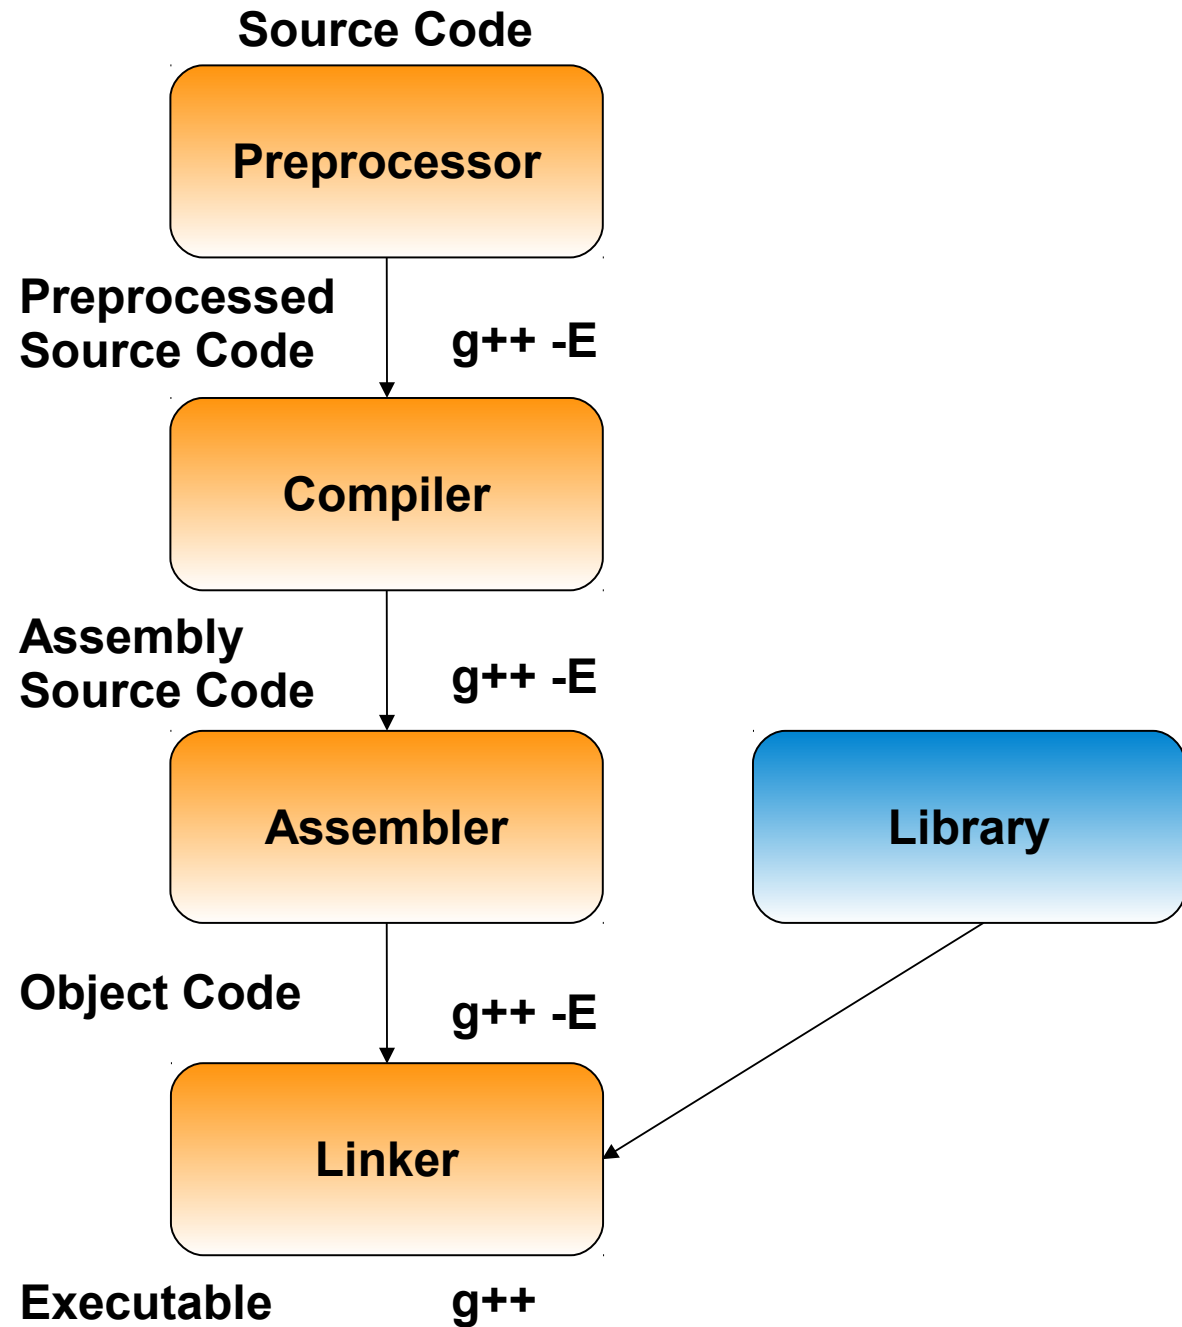 Source Code
Preprocessor
Preprocessed
Source Code
g++ -E
Compiler
Assembly
Source Code
g++ -E
Assembler
Library
Object Code
g++ -E
Linker
Executable
g++